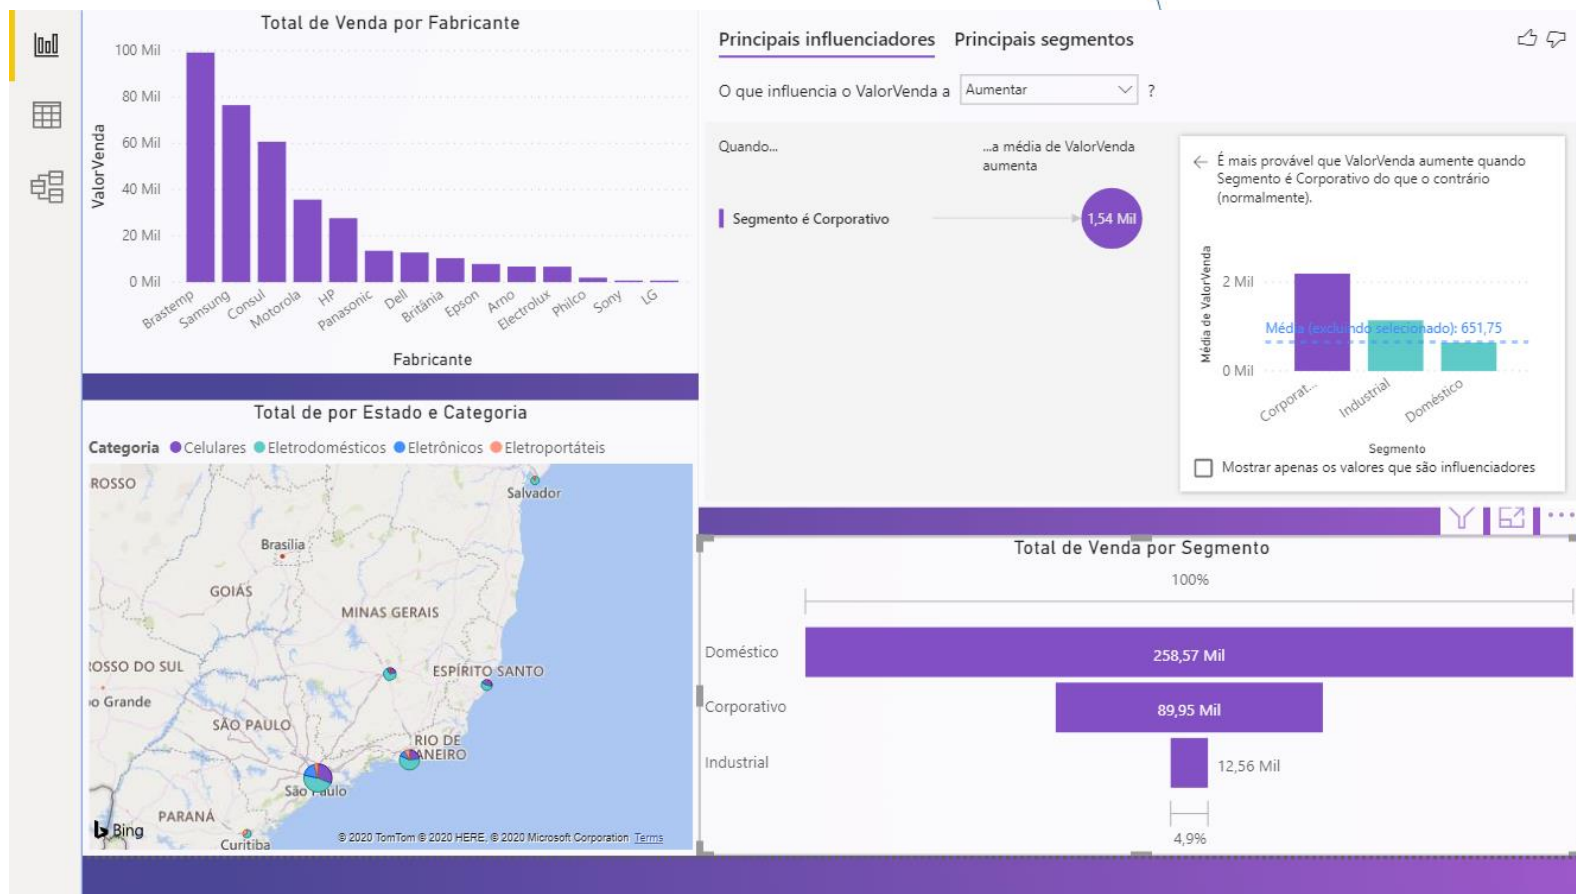 Total de Venda por Fabricante
100 Mil
80 Mil
60 Mil
40 Mil
20 Mil
0 Mil
ValorVenda
Brastemp
Samsung
Consul
Motorola
HP
Panasonic
Dell
Britânia
Epson
Arno
Electrolux
Philco
Sony
LG
Fabricante
Principais influenciadores Principais segmentos
O que influencia o ValorVenda a Aumentar ?
Quando...
...a média de ValorVenda
aumenta
Segmento é Corporativo
1,54 Mil
É mais provável que ValorVenda aumente quando
Segmento é Corporativo do que o contrário
(normalmente).
Média de ValorVenda
2 Mil
0 Mil
Média (excluindo selecionado): 651,75
Corporat...
Industrial
Doméstico
Segmento
Mostrar apenas os valores que são influenciadores
Total de por Estado e Categoria
Categoria Celulares Eletrodomésticos Eletrônicos Eletroportáteis
ROSSO
Salvador
Brasília
GOIÁS
MINAS GERAIS
ROSSO DO SUL
ESPÍRITO SANTO
o Grande
SÃO PAULO
RIO DE
ANEIRO
São Paulo
PARANÁ
Curitiba
Bing
© 2020 TomTom © 2020 HERE, © 2020 Microsoft Corporation Terms
Total de Venda por Segmento
100%
Doméstico
258,57 Mil
Corporativo
89,95 Mil
Industrial
12,56 Mil
4,9%